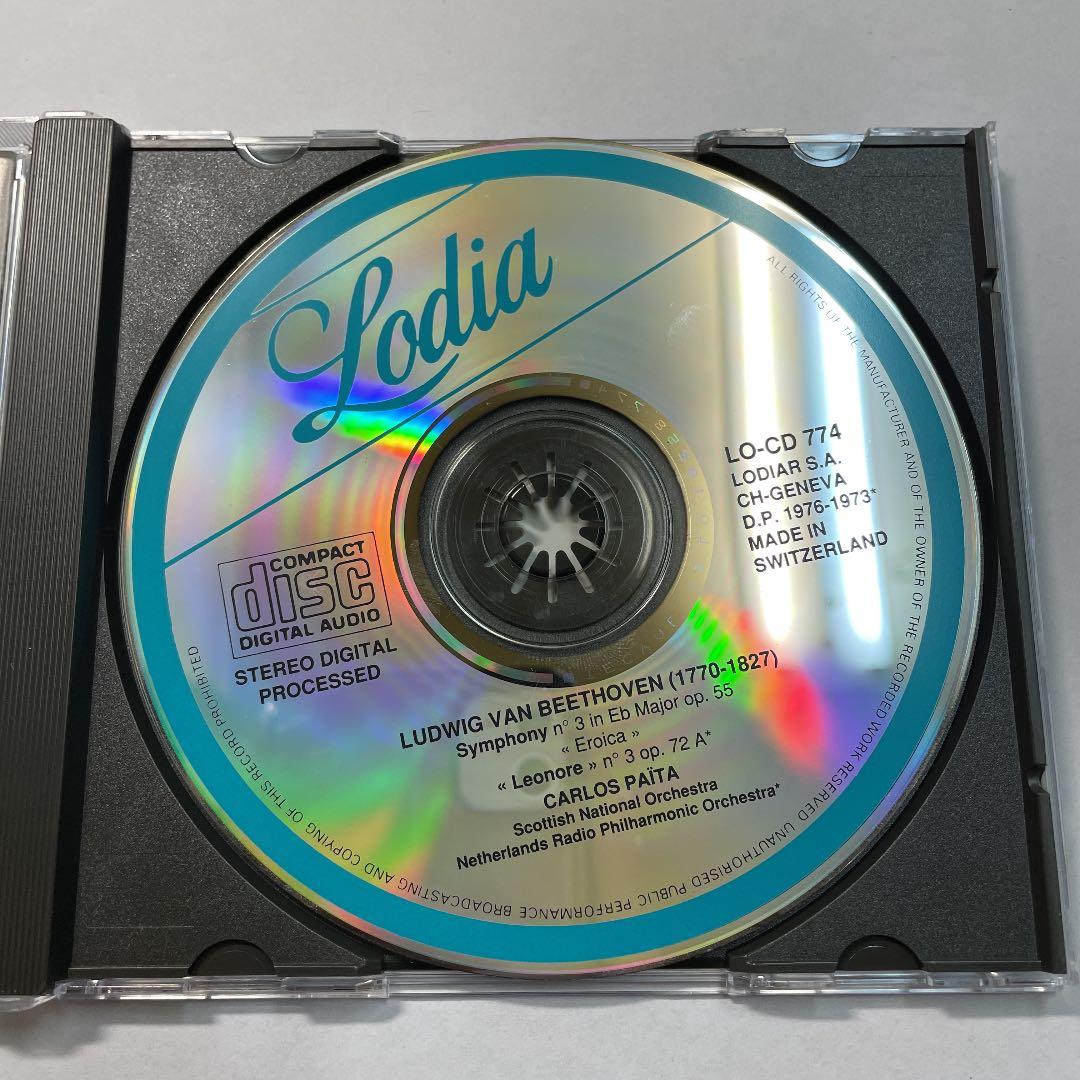 Lodia
LO-CD 774
LODIAR S.A.
CH-GENEVA
D.P. 1976-1973*
MADE IN
SWITZERLAND
COMPACT
disc
DIGITAL AUDIO
STEREO DIGITAL
PROCESSED
LUDWIG VAN BEETHOVEN (1770-1827)
Symphony n° 3 in Eb Major op. 55
« Eroica »
« Leonore » n° 3 op. 72 A*
CARLOS PAÏTA
Scottish National Orchestra
Netherlands Radio Philharmonic Orchestra*
ALL RIGHTS OF THE MANUFACTURER AND OF THE OWNER OF THE RECORDED WORK RESERVED UNAUTHORISED PUBLIC PERFORMANCE BROADCASTING AND COPYING OF THIS RECORD PROHIBITED